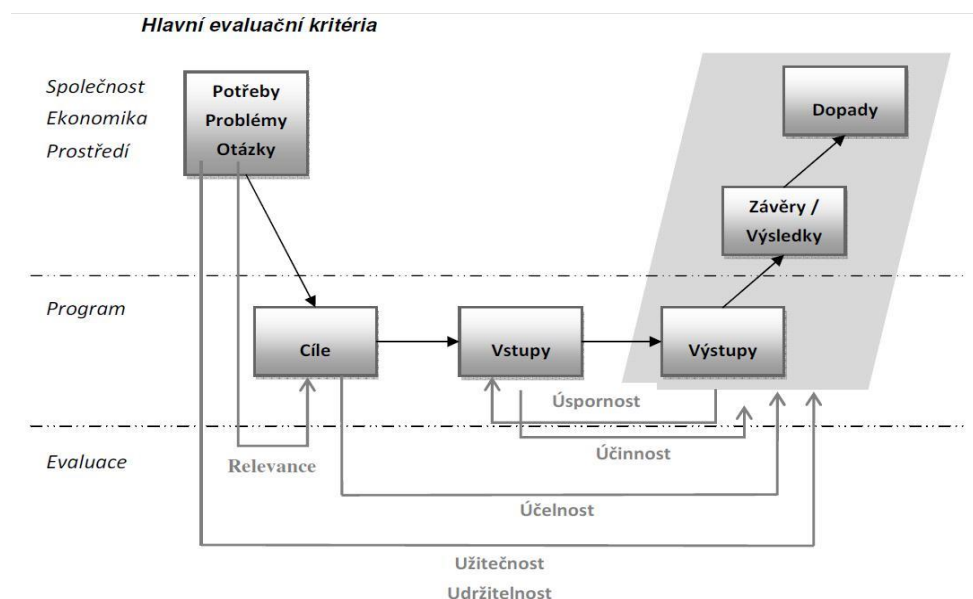 Hlavní evaluační kritéria
Společnost
Ekonomika
Prostředí
Potřeby
Problémy
Otázky
Dopady
Závěry /
Výsledky
Program
Cíle
Vstupy
Výstupy
Úspornost
Účinnost
Evaluace
Relevance
Účelnost
Užitečnost
Udržitelnost